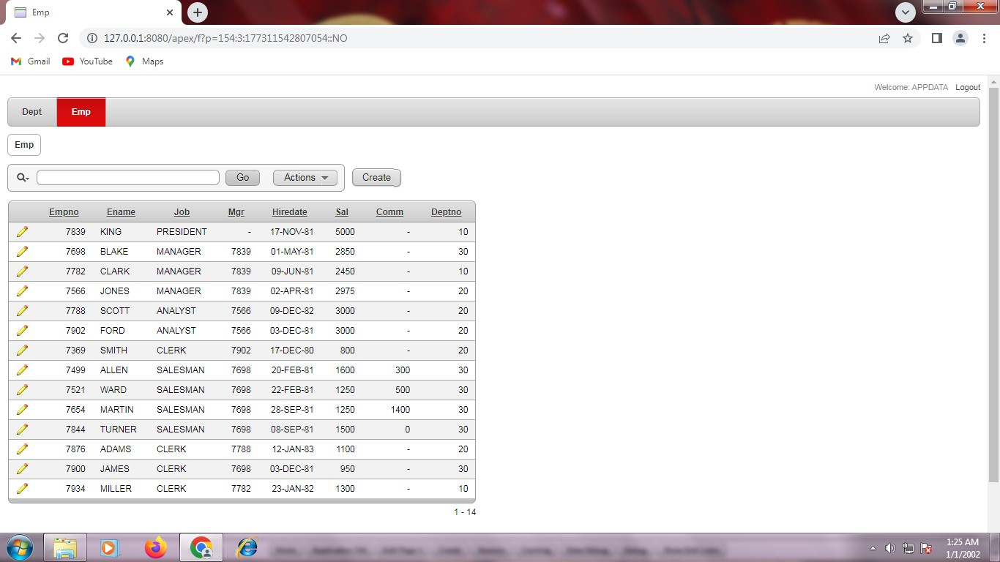 Emp
127.0.0.1:8080/apex/f?p=154:3:177311542807054::NO
Gmail YouTube Maps
Welcome: APPDATA Logout
Dept Emp
Emp
Go Actions Create
Empno Ename Job Mgr Hiredate Sal Comm Deptno
7839 KING PRESIDENT - 17-NOV-81 5000 - 10
7698 BLAKE MANAGER 7839 01-MAY-81 2850 - 30
7782 CLARK MANAGER 7839 09-JUN-81 2450 - 10
7566 JONES MANAGER 7839 02-APR-81 2975 - 20
7788 SCOTT ANALYST 7566 09-DEC-82 3000 - 20
7902 FORD ANALYST 7566 03-DEC-81 3000 - 20
7369 SMITH CLERK 7902 17-DEC-80 800 - 20
7499 ALLEN SALESMAN 7698 20-FEB-81 1600 300 30
7521 WARD SALESMAN 7698 22-FEB-81 1250 500 30
7654 MARTIN SALESMAN 7698 28-SEP-81 1250 1400 30
7844 TURNER SALESMAN 7698 08-SEP-81 1500 0 30
7876 ADAMS CLERK 7788 12-JAN-83 1100 - 20
7900 JAMES CLERK 7698 03-DEC-81 950 - 30
7934 MILLER CLERK 7782 23-JAN-82 1300 - 10
1 - 14
1:25 AM
1/1/2002